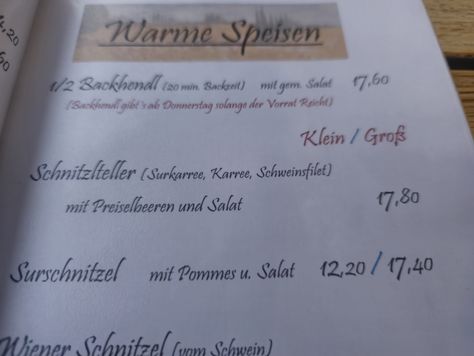 Warme Speisen
1/2 Backhendl (20 min. Backzeit) mit gem. Salat 17,60
(Backhendl gibt's ab Donnerstag solange der Vorrat Reicht)
Klein / Groß
Schnitzlteller (Surkarree, Karree, Schweinsfilet)
mit Preiselbeeren und Salat 17,80
Surschnitzel mit Pommes u. Salat 12,20 / 17,40
Wiener Schnitzel (vom Schwein)